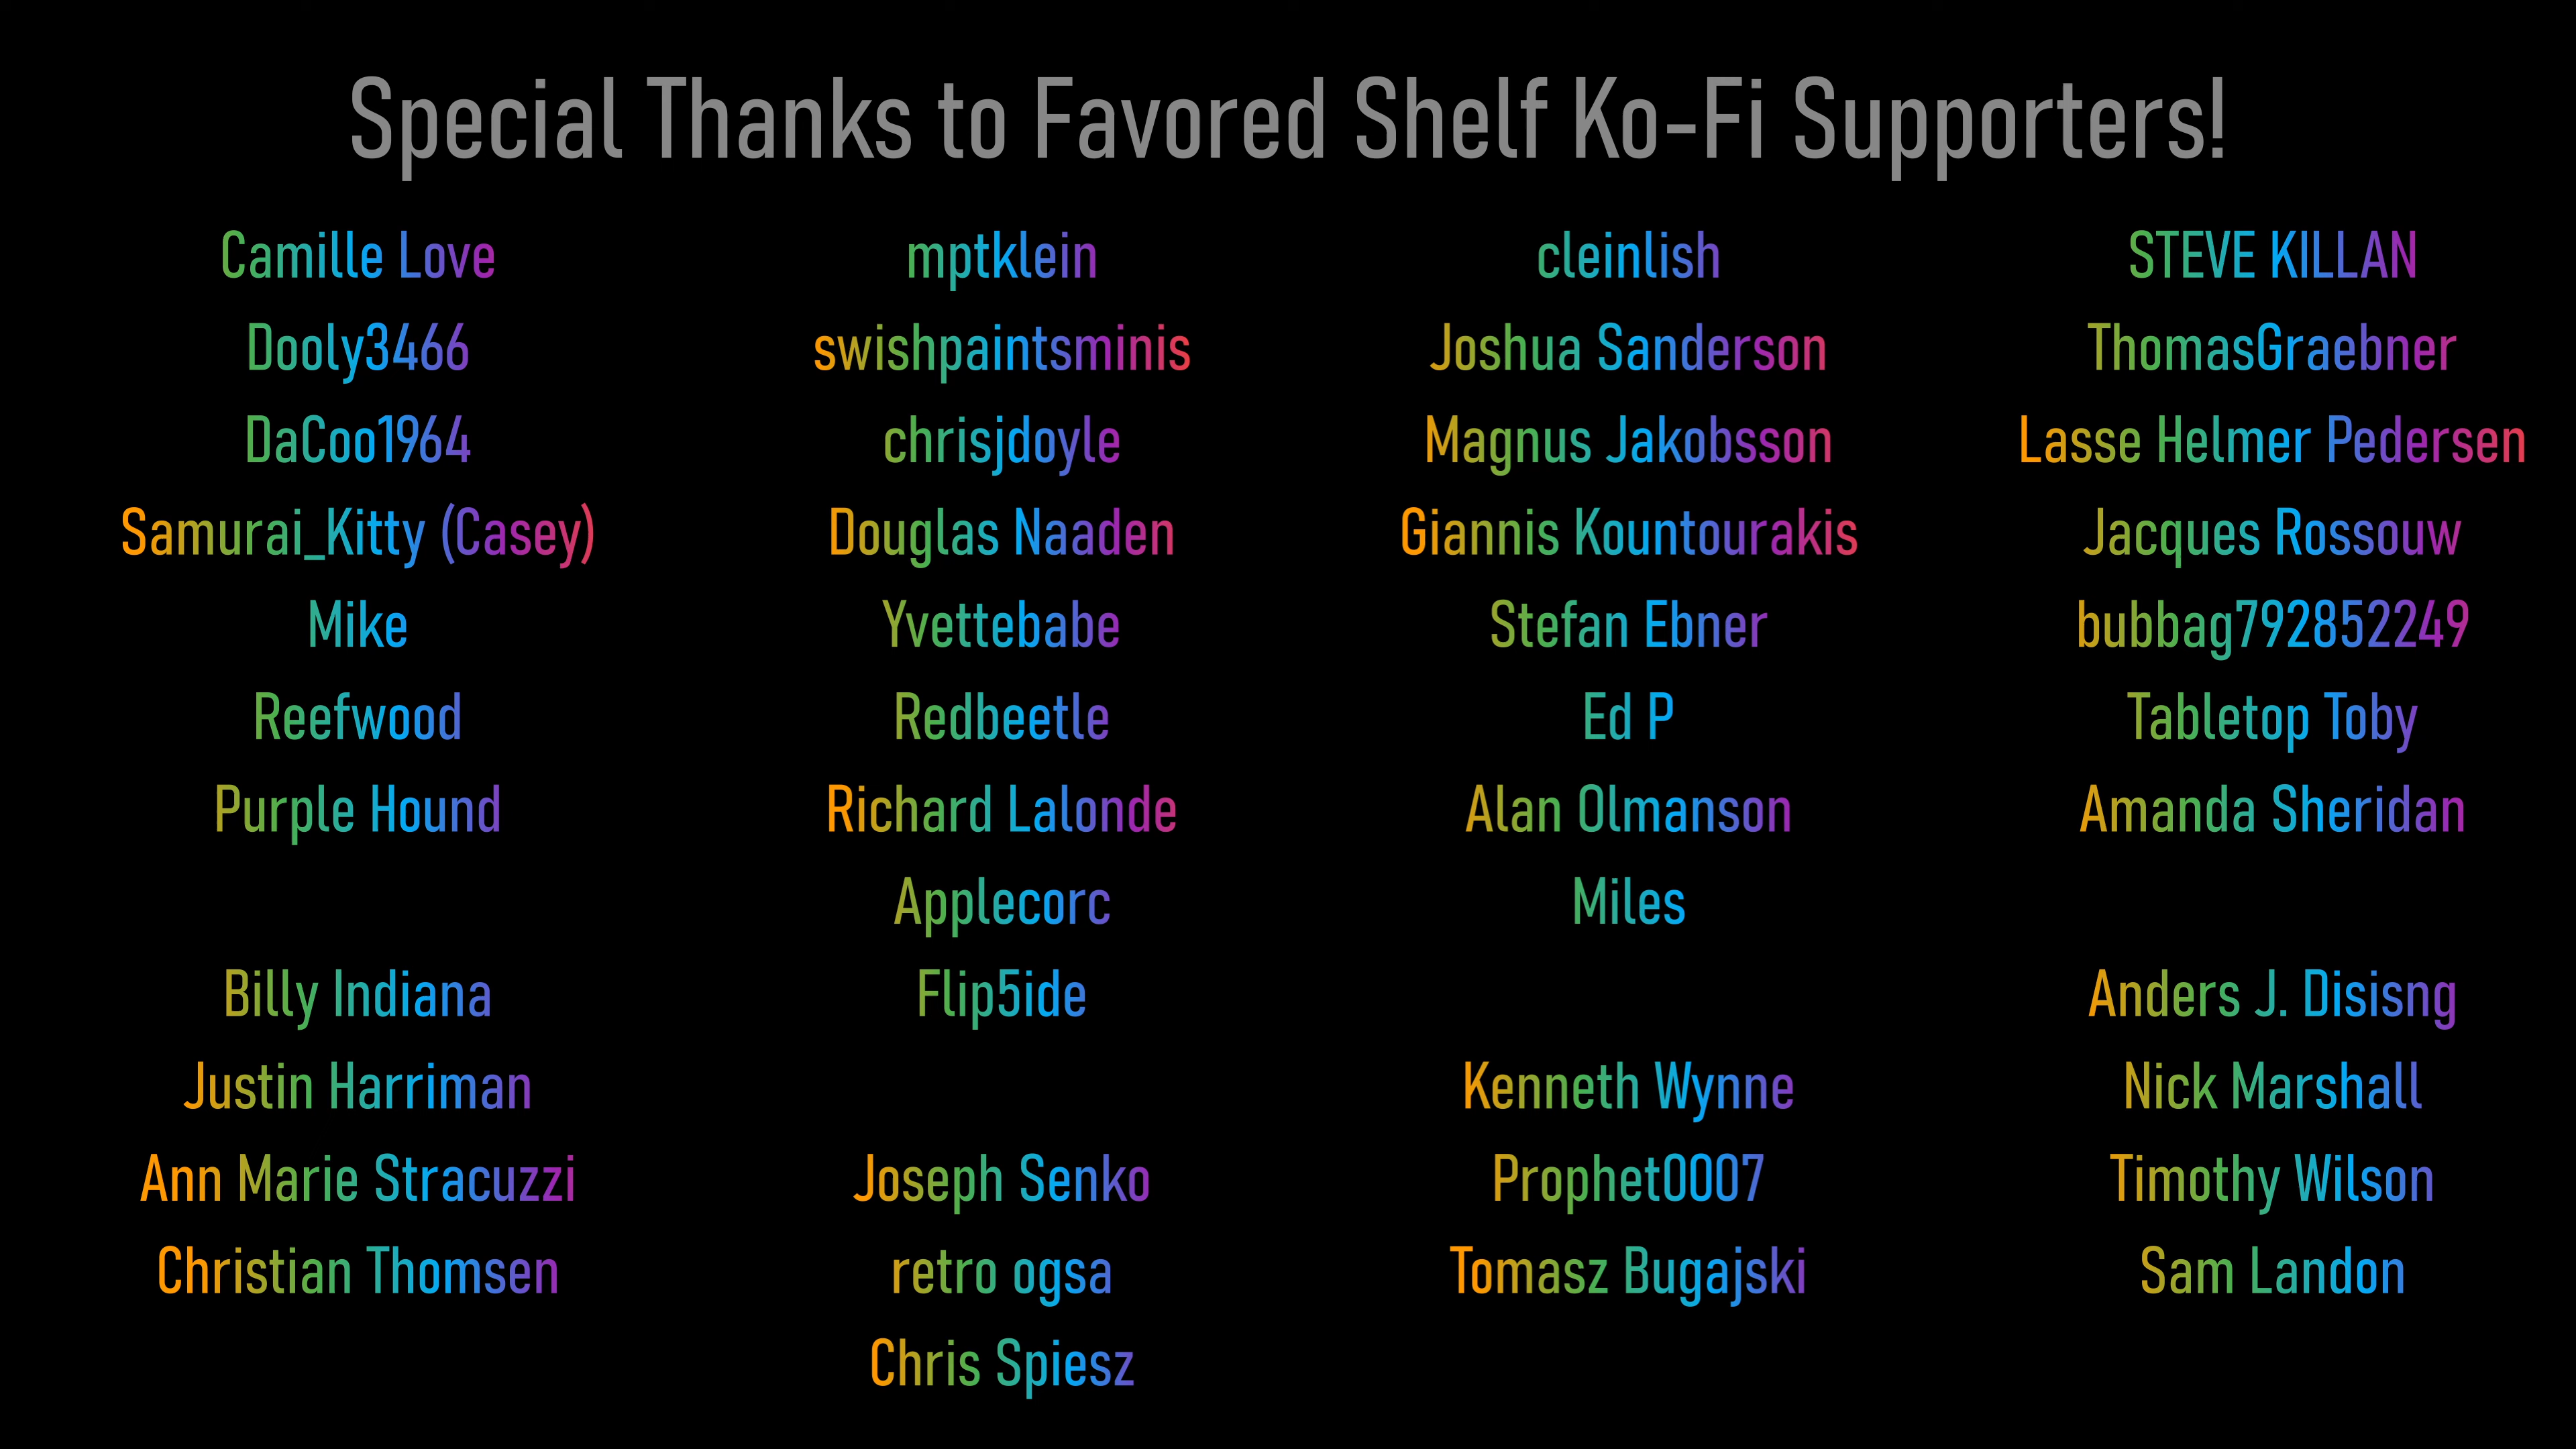 Special Thanks to Favored Shelf Ko-Fi Supporters!
Camille Love
Dooly3466
DaCoo1964
Samurai_Kitty (Casey)
Mike
Reefwood
Purple Hound
Billy Indiana
Justin Harriman
Ann Marie Stracuzzi
Christian Thomsen
mptklein
swishpaintsminis
chrisjdoyle
Douglas Naaden
Yvettebabe
Redbeetle
Richard Lalonde
Applecorc
Flip5ide
Joseph Senko
retro ogsa
Chris Spiesz
cleinlish
Joshua Sanderson
Magnus Jakobsson
Giannis Kountourakis
Stefan Ebner
Ed P
Alan Olmanson
Miles
Kenneth Wynne
Prophet0007
Tomasz Bugajski
STEVE KILLAN
ThomasGraebner
Lasse Helmer Pedersen
Jacques Rossouw
bubbag792852249
Tabletop Toby
Amanda Sheridan
Anders J. Disisng
Nick Marshall
Timothy Wilson
Sam Landon